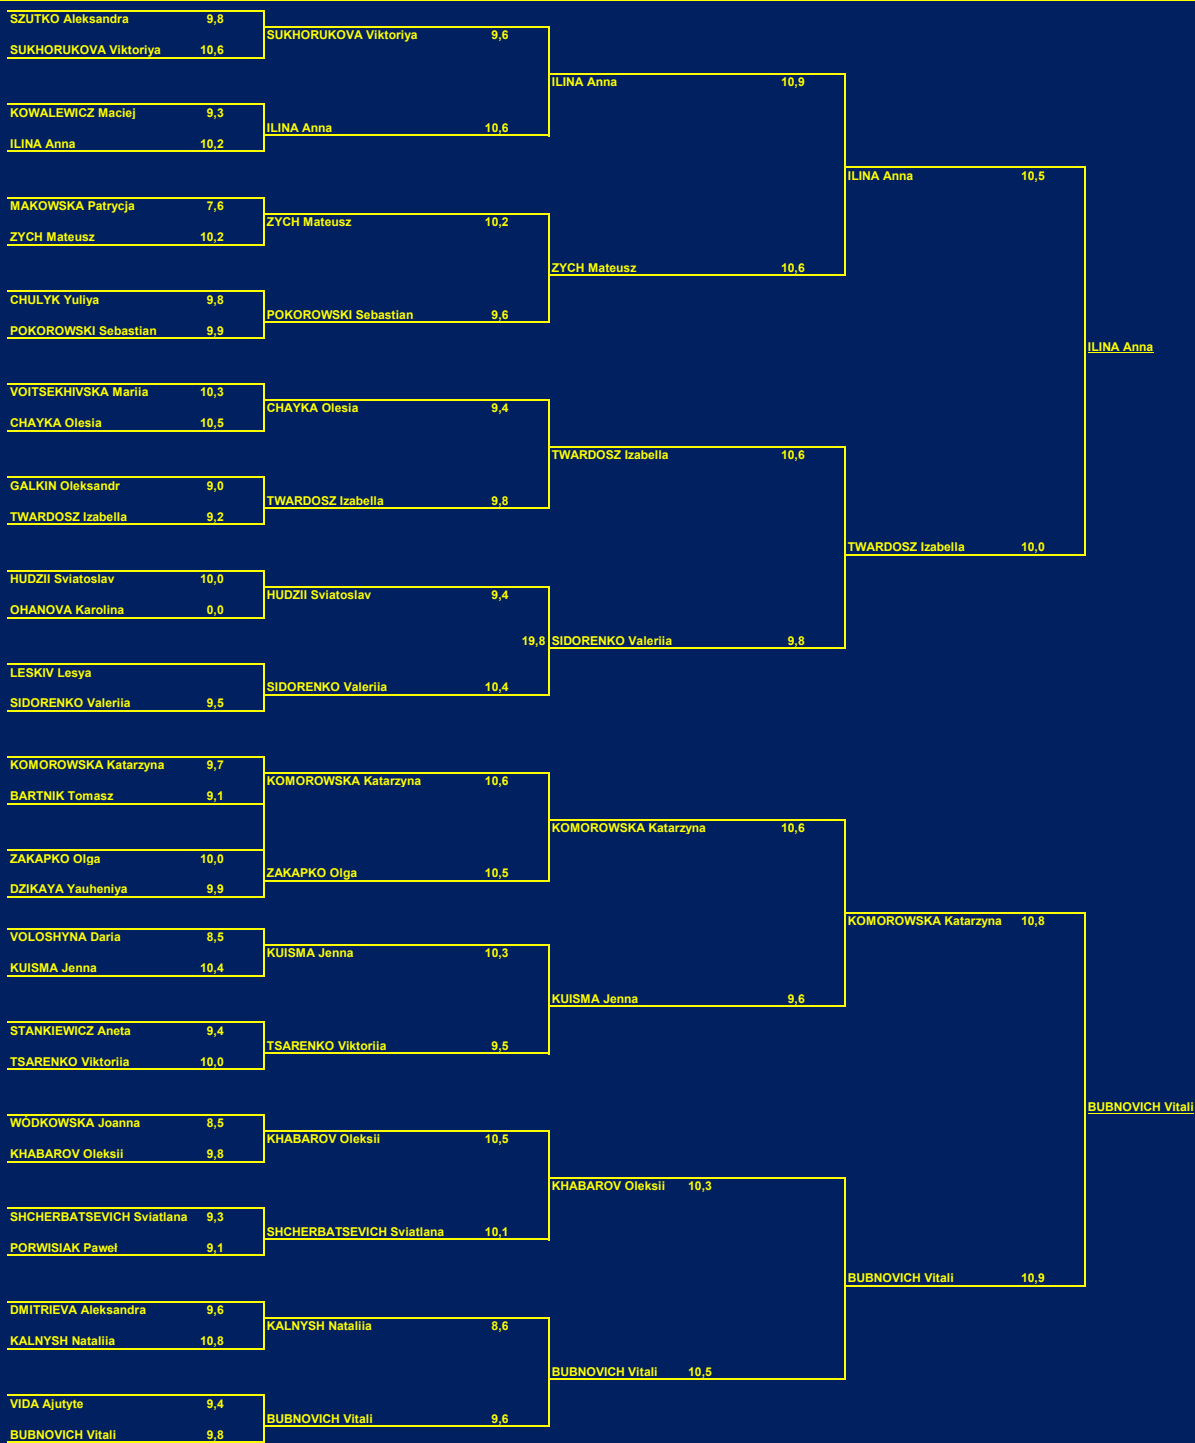 SZUTKO Aleksandra 9,8
SUKHORUKOVA Viktoriya 9,6
SUKHORUKOVA Viktoriya 10,6
ILINA Anna 10,9
KOWALEWICZ Maciej 9,3
ILINA Anna 10,6
ILINA Anna 10,2
ILINA Anna 10,5
MAKOWSKA Patrycja 7,6
ZYCH Mateusz 10,2
ZYCH Mateusz 10,2
ZYCH Mateusz 10,6
CHULYK Yuliya 9,8
POKOROWSKI Sebastian 9,6
POKOROWSKI Sebastian 9,9
ILINA Anna
VOITSEKHIVSKA Mariia 10,3
CHAYKA Olesia 9,4
CHAYKA Olesia 10,5
TWARDOSZ Izabella 10,6
GALKIN Oleksandr 9,0
TWARDOSZ Izabella 9,8
TWARDOSZ Izabella 9,2
TWARDOSZ Izabella 10,0
HUDZII Sviatoslav 10,0
HUDZII Sviatoslav 9,4
OHANOVA Karolina 0,0
19,8 SIDORENKO Valeriia 9,8
LESKIV Lesya
SIDORENKO Valeriia 10,4
SIDORENKO Valeriia 9,5
KOMOROWSKA Katarzyna 9,7
KOMOROWSKA Katarzyna 10,6
BARTNIK Tomasz 9,1
KOMOROWSKA Katarzyna 10,6
ZAKAPKO Olga 10,0
ZAKAPKO Olga 10,5
DZIKAYA Yauheniya 9,9
KOMOROWSKA Katarzyna 10,8
VOLOSHYNA Daria 8,5
KUISMA Jenna 10,3
KUISMA Jenna 10,4
KUISMA Jenna 9,6
STANKIEWICZ Aneta 9,4
TSARENKO Viktoriia 9,5
TSARENKO Viktoriia 10,0
BUBNOVICH Vitali
WÓDKOWSKA Joanna 8,5
KHABAROV Oleksii 10,5
KHABAROV Oleksii 9,8
KHABAROV Oleksii 10,3
SHCHERBATSEVICH Sviatlana 9,3
SHCHERBATSEVICH Sviatlana 10,1
PORWISIAK Paweł 9,1
BUBNOVICH Vitali 10,9
DMITRIEVA Aleksandra 9,6
KALNYSH Nataliia 8,6
KALNYSH Nataliia 10,8
BUBNOVICH Vitali 10,5
VIDA Ajutyte 9,4
BUBNOVICH Vitali 9,6
BUBNOVICH Vitali 9,8